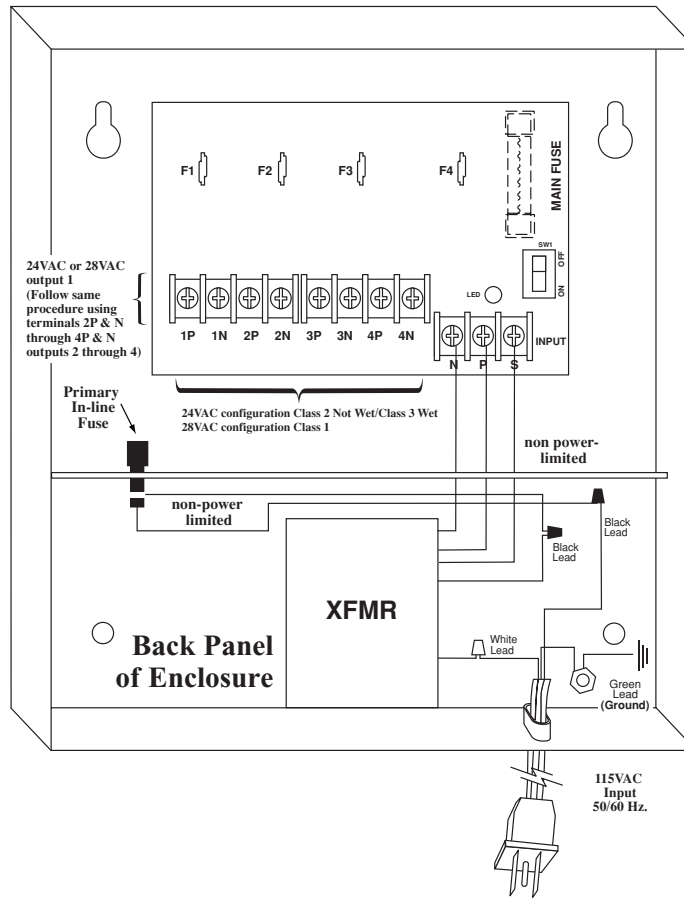 F1
F2
F3
F4
MAIN FUSE
SW1
OFF
ON
LED
24VAC or 28VAC
output 1
(Follow same
procedure using
terminals 2P & N
through 4P & N
outputs 2 through 4)
1P 1N 2P 2N 3P 3N 4P 4N
N P S
INPUT
24VAC configuration Class 2 Not Wet/Class 3 Wet
28VAC configuration Class 1
Primary
In-line
Fuse
non power-
limited
non-power
limited
Black
Lead
Black
Lead
XFMR
White
Lead
Back Panel
of Enclosure
Green
Lead
(Ground)
115VAC
Input
50/60 Hz.